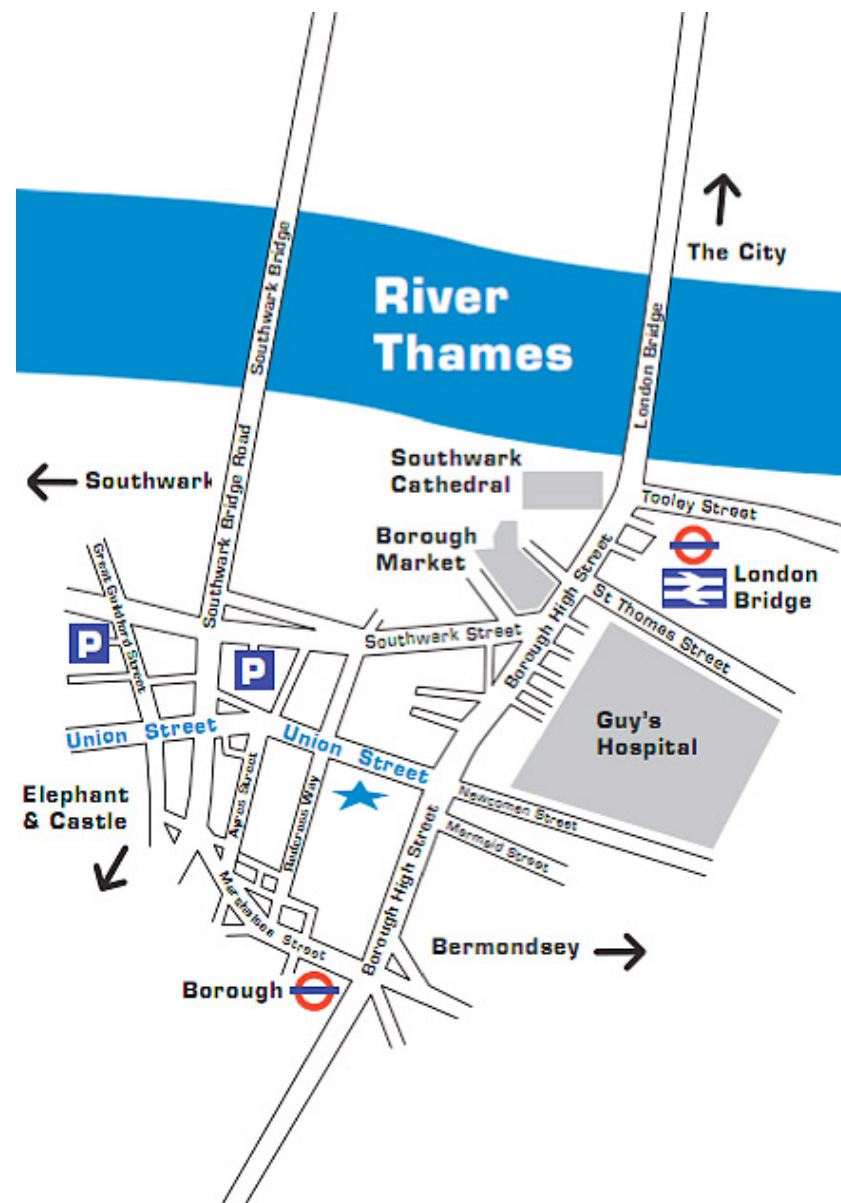 Southwark Bridge
River
Thames
The City
London Bridge
Southwark
Southwark Bridge Road
Southwark
Cathedral
Tooley Street
Borough
Market
London
Bridge
Great Guildford Street
P
P
Southwark Street
Borough High Street
St Thomas Street
Union Street
Union Street
Guy's
Hospital
Elephant
& Castle
Ayres Street
Redcross Way
Newcomen Street
Mermaid Street
Borough High Street
Marshalsea Street
Bermondsey
Borough